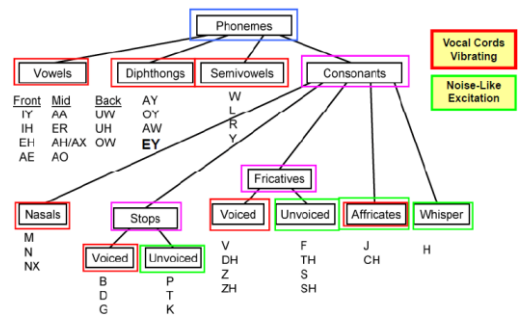 Phonemes
Vocal Cords
Vibrating
Noise-Like
Excitation
Vowels
Diphthongs
Semivowels
Consonants
Front Mid Back
IY AA UW
IH ER UH
EH AH/AX OW
AE AO
AY
OY
AW
EY
W
L
R
Y
Fricatives
Nasals
M
N
NX
Stops
Voiced
B
D
G
Unvoiced
P
T
K
Voiced
V
DH
Z
ZH
Unvoiced
F
TH
S
SH
Affricates
J
CH
Whisper
H